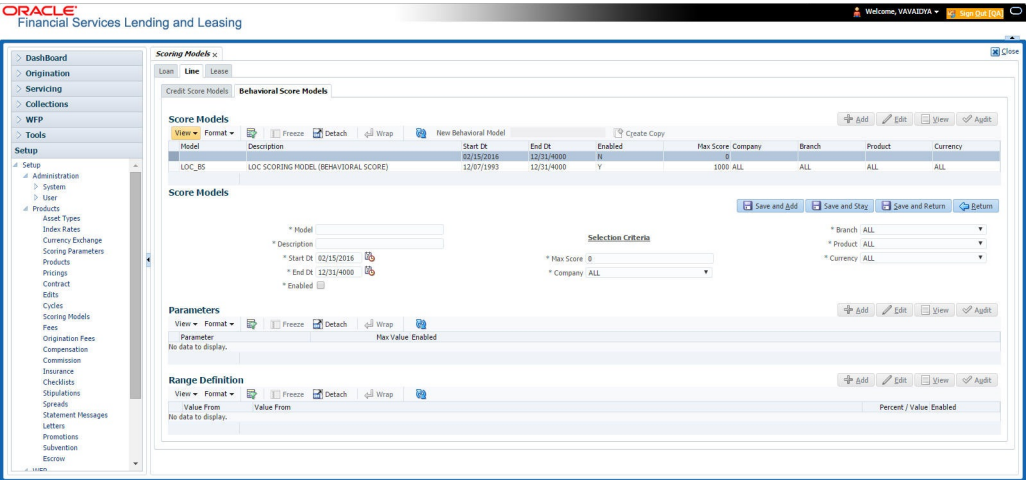 ORACLE
Financial Services Lending and Leasing
Welcome, VAVAIDYA
Sign Out [QA]
DashBoard
Origination
Servicing
Collections
WFP
Tools
Setup
Setup
Administration
System
User
Products
Asset Types
Index Rates
Currency Exchange
Scoring Parameters
Products
Pricings
Contract
Edits
Cycles
Scoring Models
Fees
Origination Fees
Compensation
Commission
Insurance
Checklists
Stipulations
Spreads
Statement Messages
Letters
Promotions
Subvention
Escrow
WFP
Scoring Models x
Close
Loan Line Lease
Credit Score Models Behavioral Score Models
Score Models
Add Edit View Audit
View Format Freeze Detach Wrap New Behavioral Model Create Copy
Model Description Start Dt End Dt Enabled Max Score Company Branch Product Currency
02/15/2016 12/31/4000 N 0
LOC_BS LOC SCORING MODEL (BEHAVIORAL SCORE) 12/07/1993 12/31/4000 Y 1000 ALL ALL ALL ALL
Score Models
Save and Add Save and Stay Save and Return Return
* Model
* Description
* Start Dt 02/15/2016
* End Dt 12/31/4000
* Enabled
Selection Criteria
* Max Score 0
* Company ALL
* Branch ALL
* Product ALL
* Currency ALL
Parameters
Add Edit View Audit
View Format Freeze Detach Wrap
Parameter Max Value Enabled
No data to display.
Range Definition
Add Edit View Audit
View Format Freeze Detach Wrap
Value From Value From Percent / Value Enabled
No data to display.